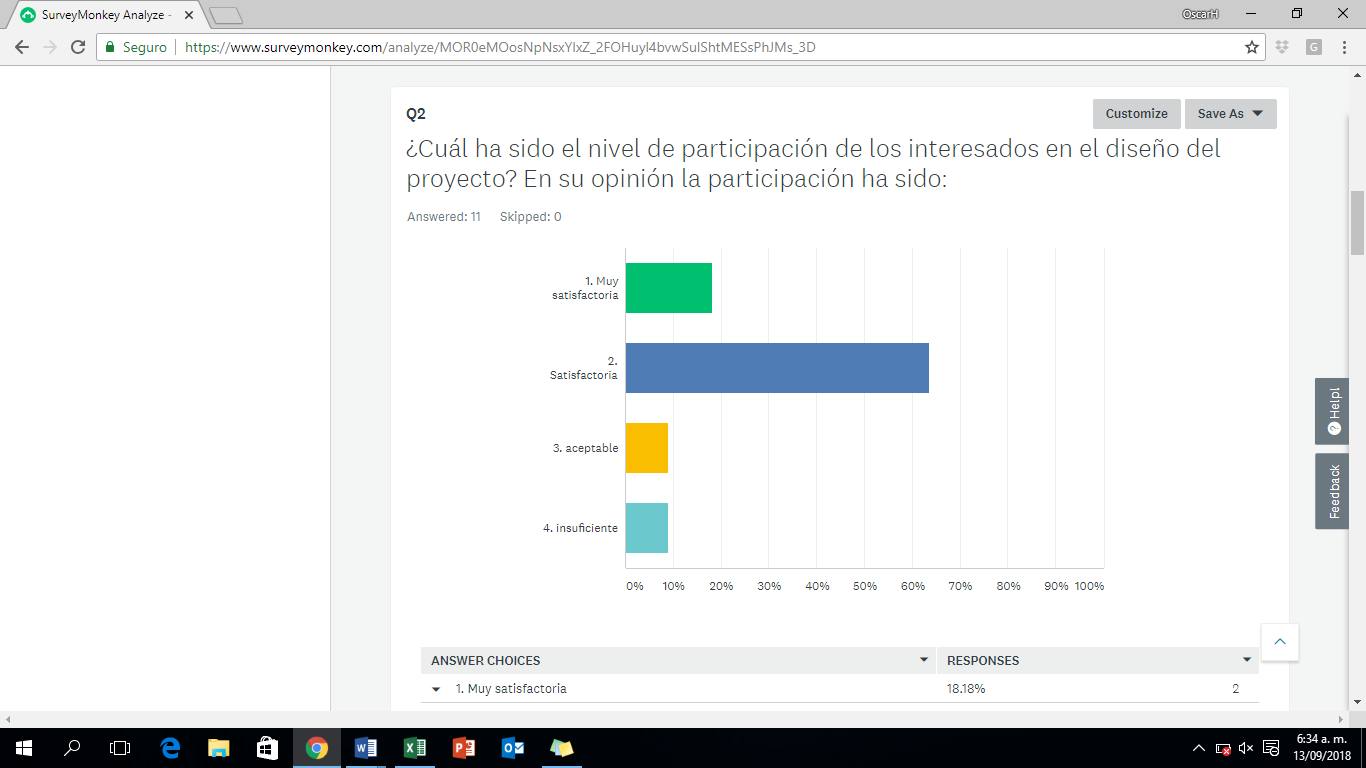 SurveyMonkey Analyze -
OscarH
Seguro
https://www.surveymonkey.com/analyze/MOR0eMOosNpNsxYlxZ_2FOHuyl4bvwSulShtMESsPhJMs_3D
G
Q2
Customize
Save As
¿Cuál ha sido el nivel de participación de los interesados en el diseño del
proyecto? En su opinión la participación ha sido:
Answered: 11 Skipped: 0
1. Muy
satisfactoria
2.
Satisfactoria
3. aceptable
4. insuficiente
0% 10% 20% 30% 40% 50% 60% 70% 80% 90% 100%
? Help!
Feedback
ANSWER CHOICES RESPONSES
1. Muy satisfactoria 18.18% 2
6:34 a. m.
13/09/2018